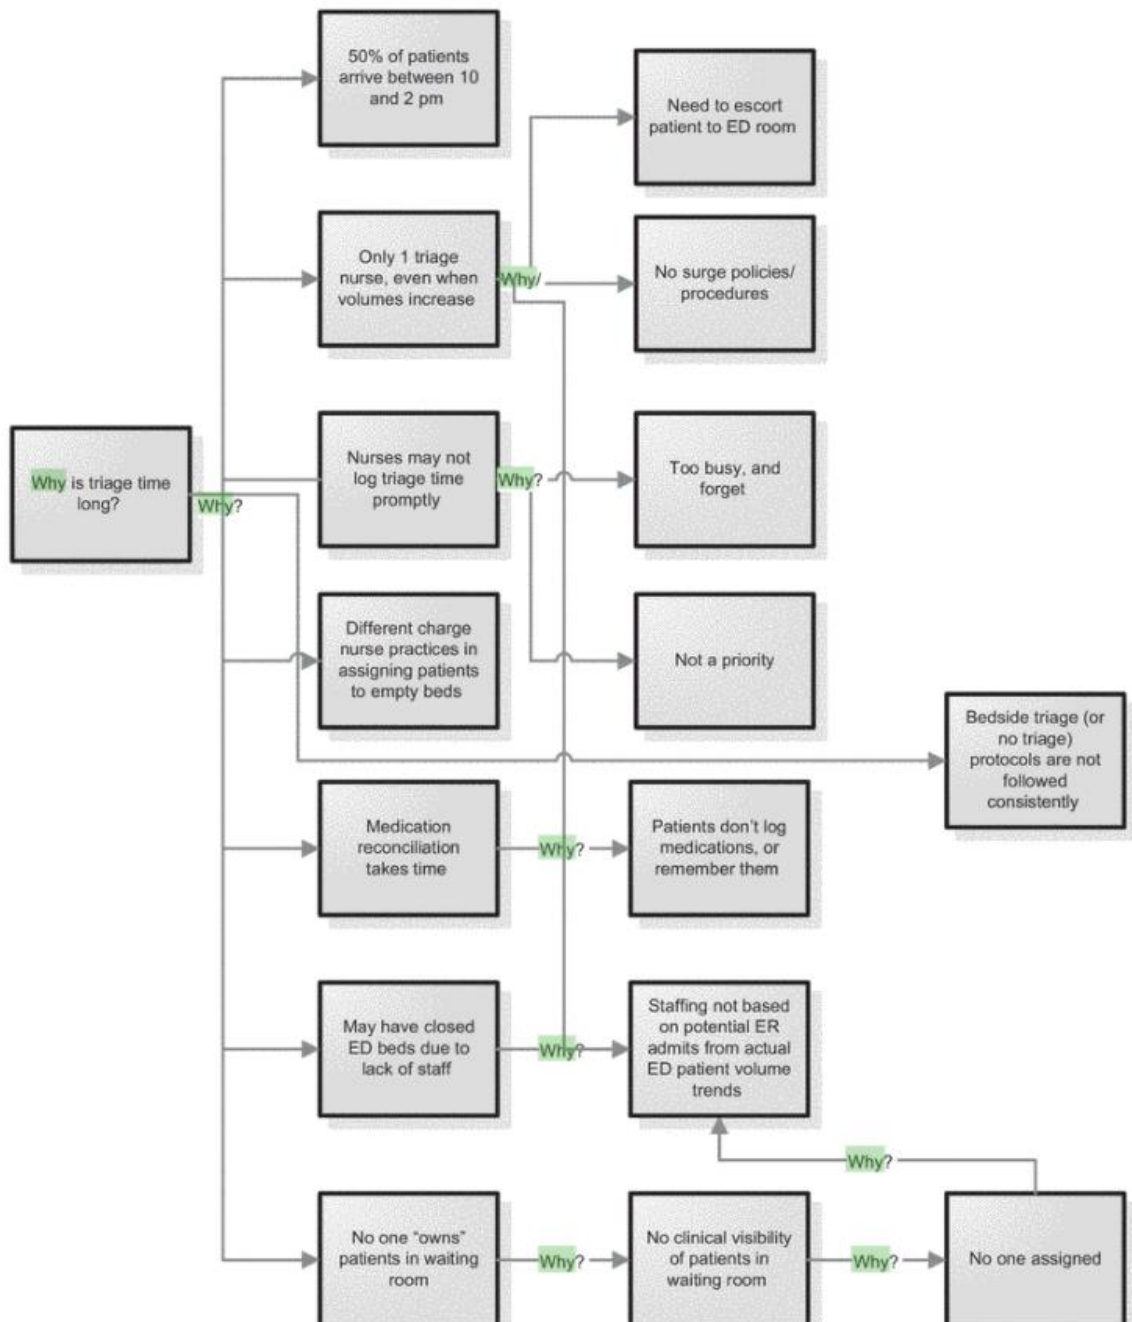 50% of patients
arrive between 10
and 2 pm
Need to escort
patient to ED room
Only 1 triage
nurse, even when
volumes increase
Why/
No surge policies/
procedures
Why is triage time
long?
Why?
Nurses may not
log triage time
promptly
Why?
Too busy, and
forget
Different charge
nurse practices in
assigning patients
to empty beds
Not a priority
Bedside triage (or
no triage)
protocols are not
followed
consistently
Medication
reconciliation
takes time
Why?
Patients don’t log
medications, or
remember them
May have closed
ED beds due to
lack of staff
Why?
Staffing not based
on potential ER
admits from actual
ED patient volume
trends
Why?
No one “owns”
patients in waiting
room
Why?
No clinical visibility
of patients in
waiting room
Why?
No one assigned